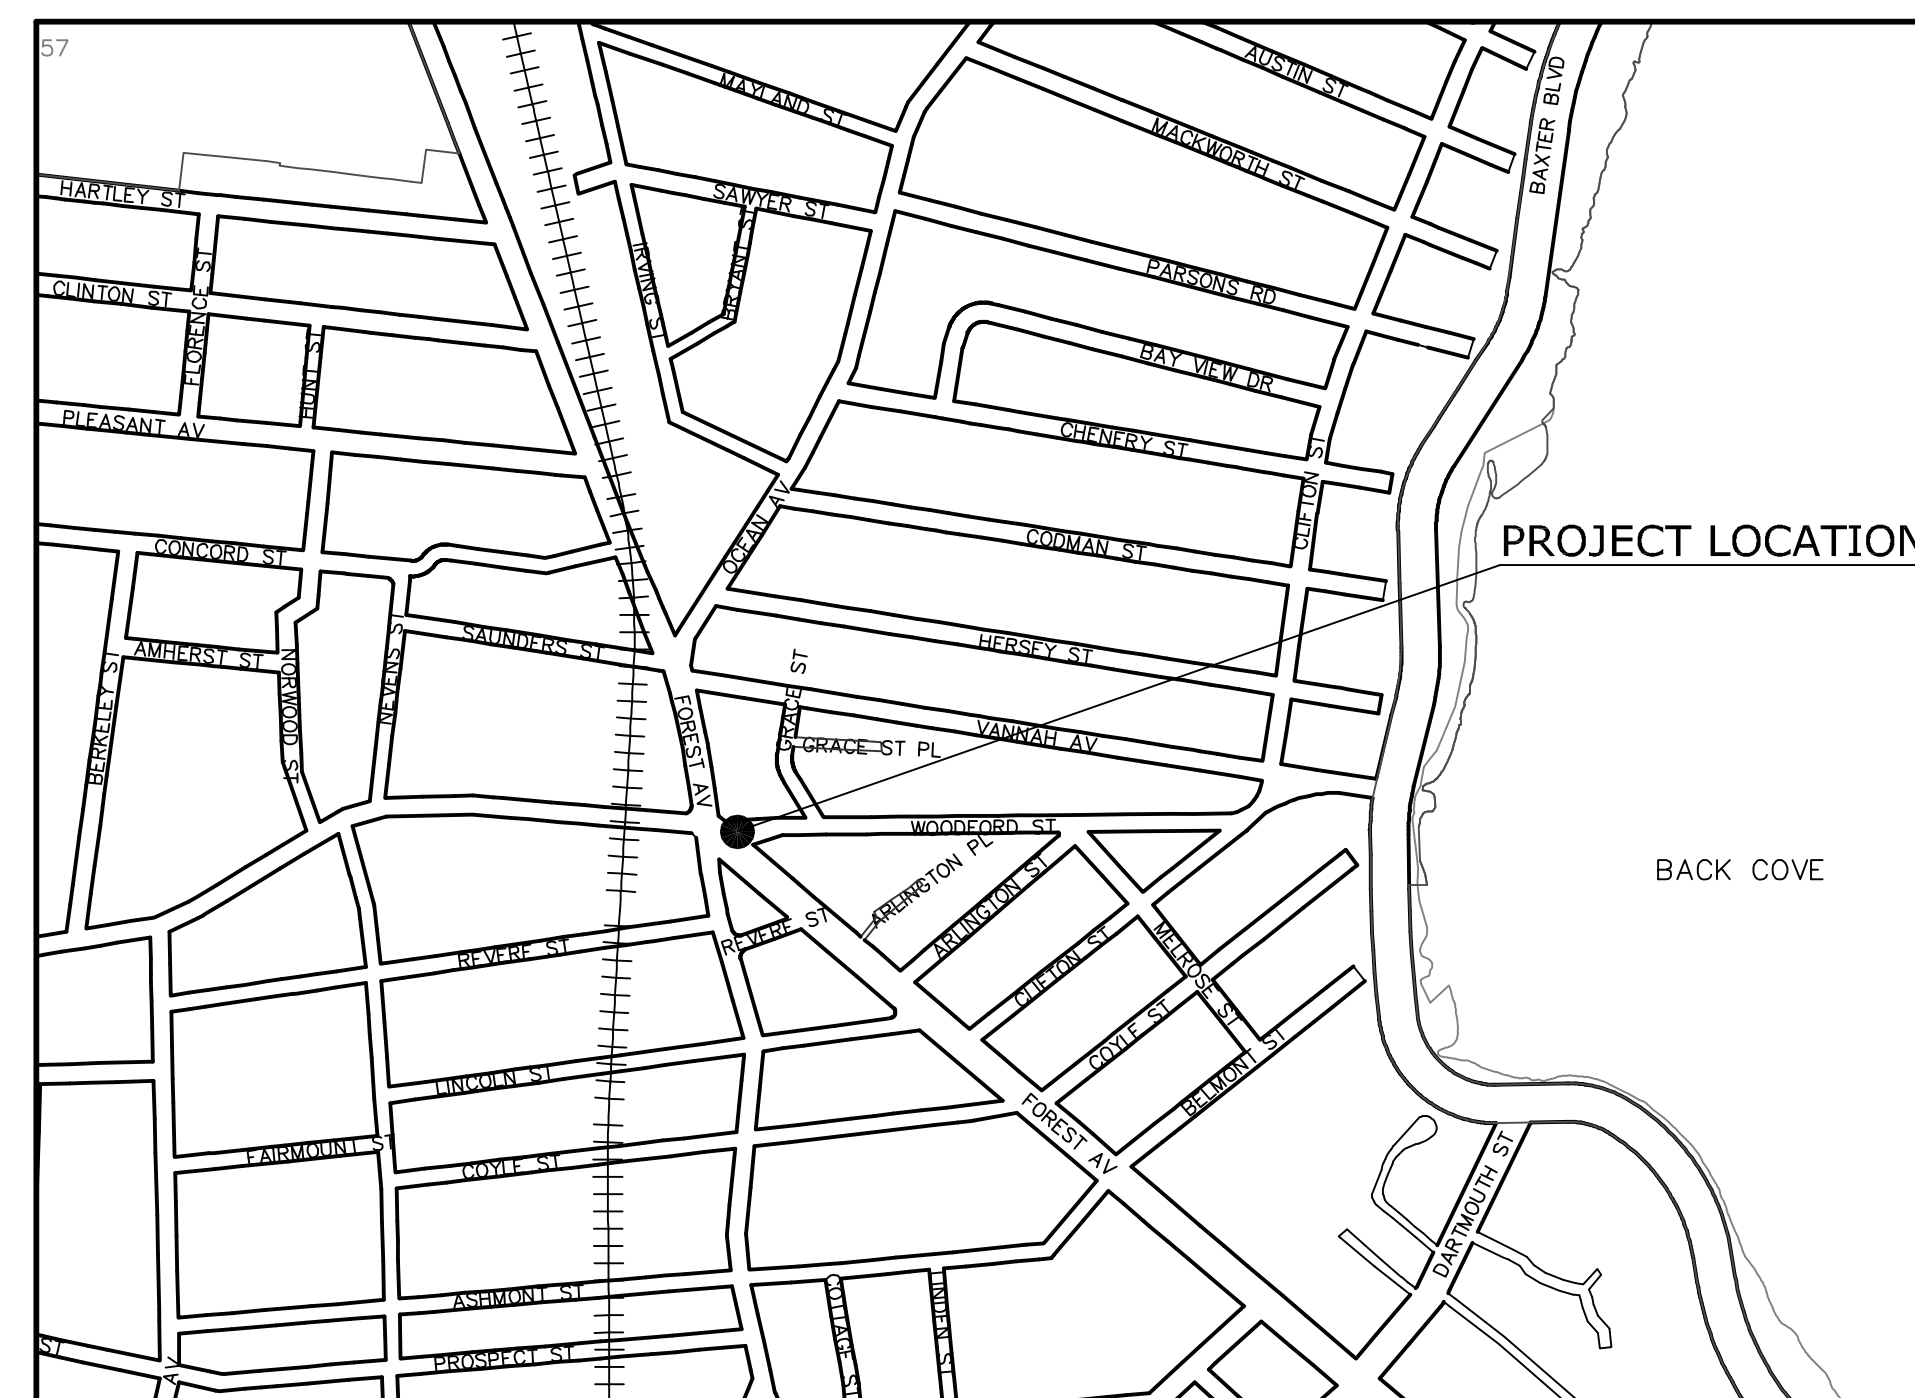 57
AUSTIN ST
MAYLAND ST
BAXTER BLVD
MACKWORTH ST
HARTLEY ST
SAWYER ST
BRYANT ST
IRVING ST
FLORENCE ST
CLINTON ST
PARSONS RD
HUNT ST
BAY VIEW DR
PLEASANT AV
CHENERY ST
CLIFTON ST
OCEAN AV
CONCORD ST
CODMAN ST
PROJECT LOCATION
SAUNDERS ST
HERSEY ST
AMHERST ST
NORWOOD ST
NEVENS ST
BERKELEY ST
GRACE ST
FOREST AV
VANNAH AV
GRACE ST PL
WOODFORD ST
ARLINGTON PL
BACK COVE
ARLINGTON ST
REVERE ST
REVERE ST
CLIFTON ST
MELROSE ST
COYLE ST
LINCOLN ST
BELMONT ST
FOREST AV
FAIRMOUNT ST
COYLE ST
DARTMOUTH ST
ASHMONT ST
COTTAGE ST
LINDEN ST
PROSPECT ST
ST
AV